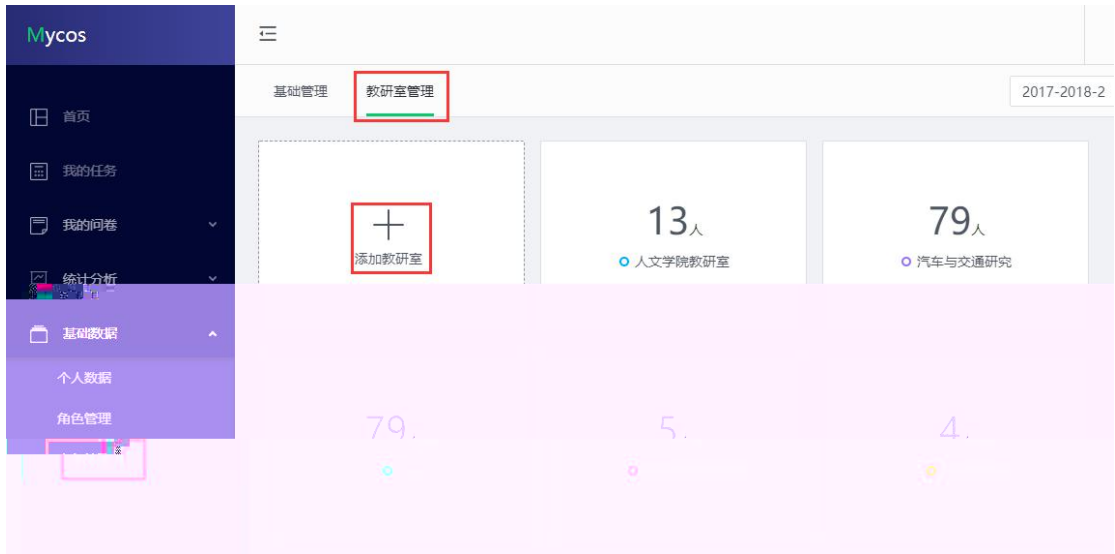 Mycos
基础管理 教研室管理 2017-2018-2
首页
我的任务
我的问卷
统计分析
基础数据
个人数据
角色管理
添加教研室
13人
人文学院教研室
79人
汽车与交通研究
79
5
4